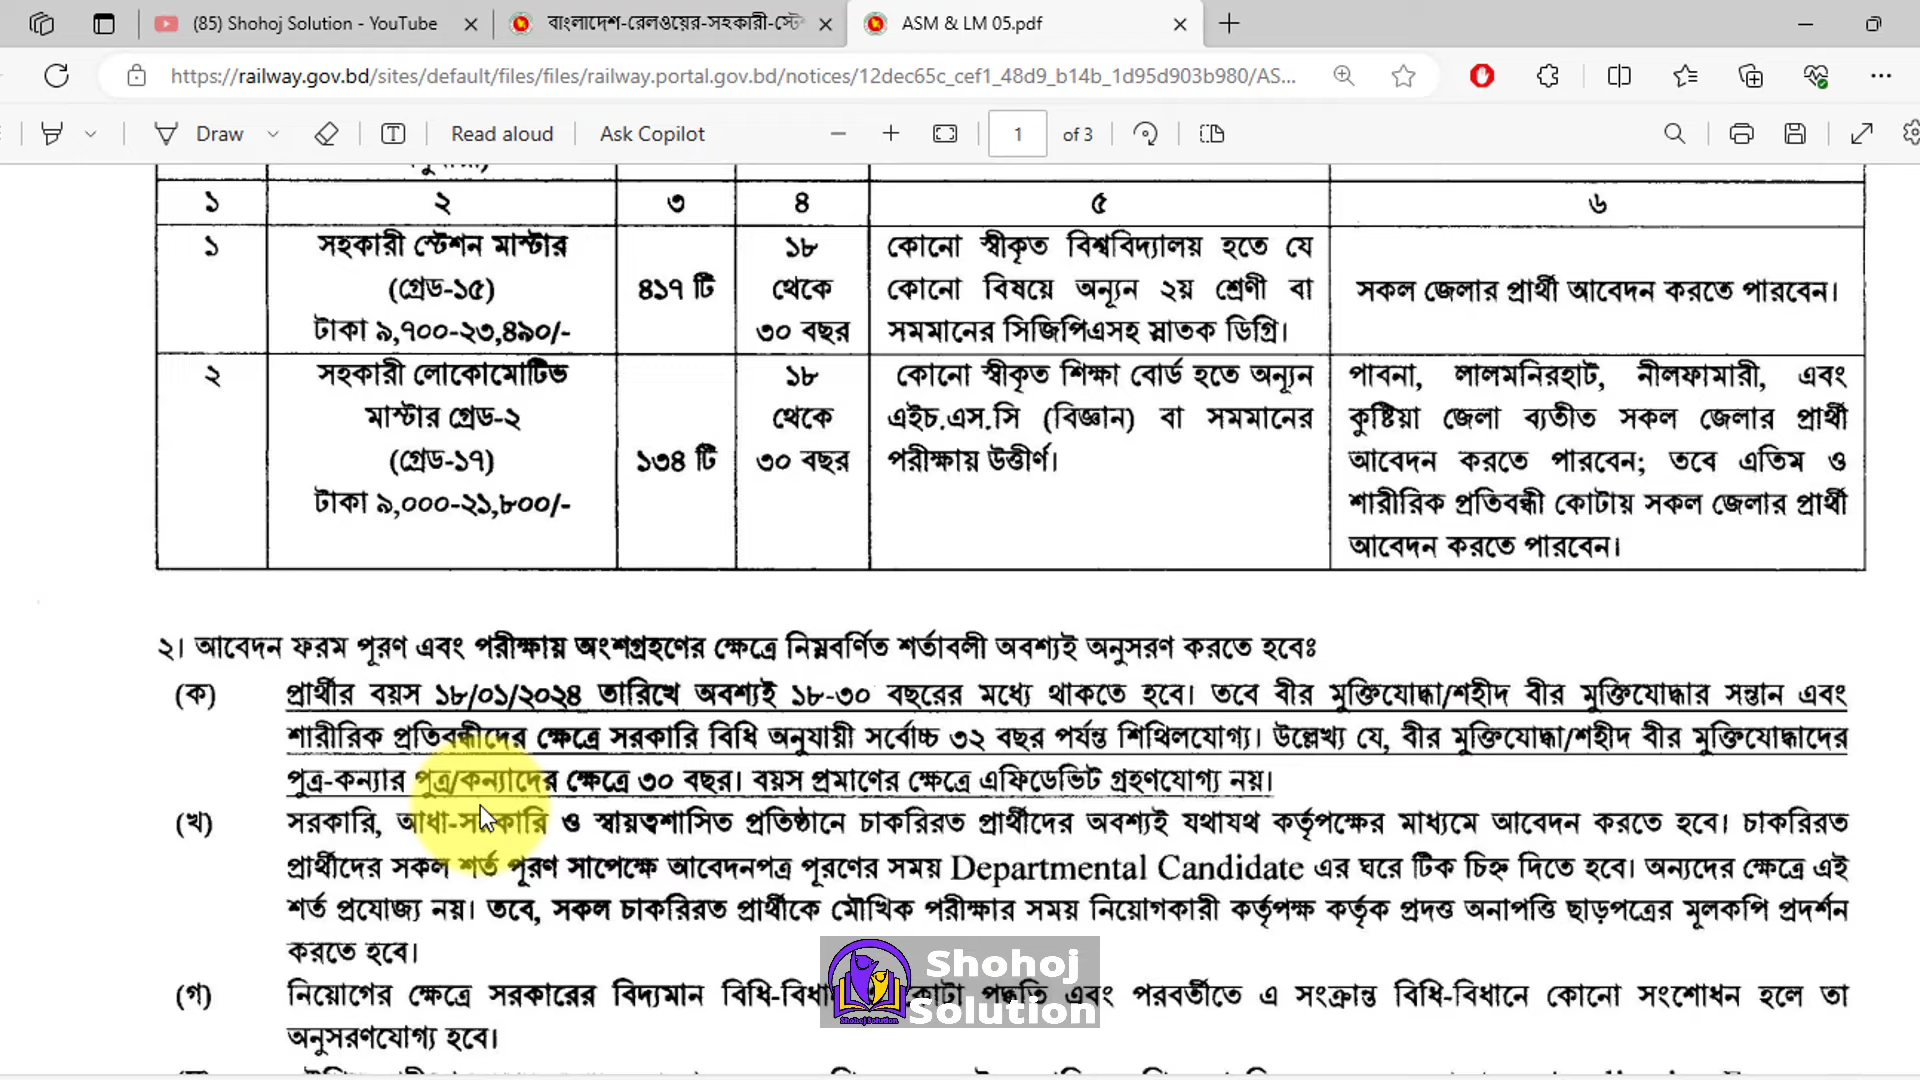 (85) Shohoj Solution - YouTube
বাংলাদেশ-রেলওয়ের-সহকারী-স্টে
ASM & LM 05.pdf
https://railway.gov.bd/sites/default/files/files/railway.portal.gov.bd/notices/12dec65c_cef1_48d9_b14b_1d95d903b980/AS...
Draw
Read aloud
Ask Copilot
1 of 3
১ ২ ৩ ৪ ৫ ৬
১
সহকারী স্টেশন মাস্টার
(গ্রেড-১৫)
টাকা ৯,৭০০-২৩,৪৯০/-
৪১৭ টি
১৮
থেকে
৩০ বছর
কোনো স্বীকৃত বিশ্ববিদ্যালয় হতে যে
কোনো বিষয়ে অন্যূন ২য় শ্রেণী বা
সমমানের সিজিপিএসহ স্নাতক ডিগ্রি।
সকল জেলার প্রার্থী আবেদন করতে পারবেন।
২
সহকারী লোকোমোটিভ
মাস্টার গ্রেড-২
(গ্রেড-১৭)
টাকা ৯,০০০-২১,৮০০/-
১৩৪ টি
১৮
থেকে
৩০ বছর
কোনো স্বীকৃত শিক্ষা বোর্ড হতে অন্যূন
এইচ.এস.সি (বিজ্ঞান) বা সমমানের
পরীক্ষায় উত্তীর্ণ।
পাবনা, লালমনিরহাট, নীলফামারী, এবং
কুষ্টিয়া জেলা ব্যতীত সকল জেলার প্রার্থী
আবেদন করতে পারবেন; তবে এতিম ও
শারীরিক প্রতিবন্ধী কোটায় সকল জেলার প্রার্থী
আবেদন করতে পারবেন।
২। আবেদন ফরম পূরণ এবং পরীক্ষায় অংশগ্রহণের ক্ষেত্রে নিম্নবর্ণিত শর্তাবলী অবশ্যই অনুসরণ করতে হবেঃ
(ক) প্রার্থীর বয়স ১৮/০১/২০২৪ তারিখে অবশ্যই ১৮-৩০ বছরের মধ্যে থাকতে হবে। তবে বীর মুক্তিযোদ্ধা/শহীদ বীর মুক্তিযোদ্ধার সন্তান এবং
শারীরিক প্রতিবন্ধীদের ক্ষেত্রে সরকারি বিধি অনুযায়ী সর্বোচ্চ ৩২ বছর পর্যন্ত শিথিলযোগ্য। উল্লেখ্য যে, বীর মুক্তিযোদ্ধা/শহীদ বীর মুক্তিযোদ্ধাদের
পুত্র-কন্যার পুত্র/কন্যাদের ক্ষেত্রে ৩০ বছর। বয়স প্রমাণের ক্ষেত্রে এফিডেভিট গ্রহণযোগ্য নয়।
(খ) সরকারি, আধা-সরকারি ও স্বায়ত্বশাসিত প্রতিষ্ঠানে চাকরিরত প্রার্থীদের অবশ্যই যথাযথ কর্তৃপক্ষের মাধ্যমে আবেদন করতে হবে। চাকরিরত
প্রার্থীদের সকল শর্ত পূরণ সাপেক্ষে আবেদনপত্র পূরণের সময় Departmental Candidate এর ঘরে টিক চিহ্ন দিতে হবে। অন্যদের ক্ষেত্রে এই
শর্ত প্রযোজ্য নয়। তবে, সকল চাকরিরত প্রার্থীকে মৌখিক পরীক্ষার সময় নিয়োগকারী কর্তৃপক্ষ কর্তৃক প্রদত্ত অনাপত্তি ছাড়পত্রের মূলকপি প্রদর্শন
করতে হবে।
(গ) নিয়োগের ক্ষেত্রে সরকারের বিদ্যমান বিধি-বিধান কোটা পদ্ধতি এবং পরবর্তীতে এ সংক্রান্ত বিধি-বিধানে কোনো সংশোধন হলে তা
অনুসরণযোগ্য হবে।
Shohoj
Solution
Shohoj Solution